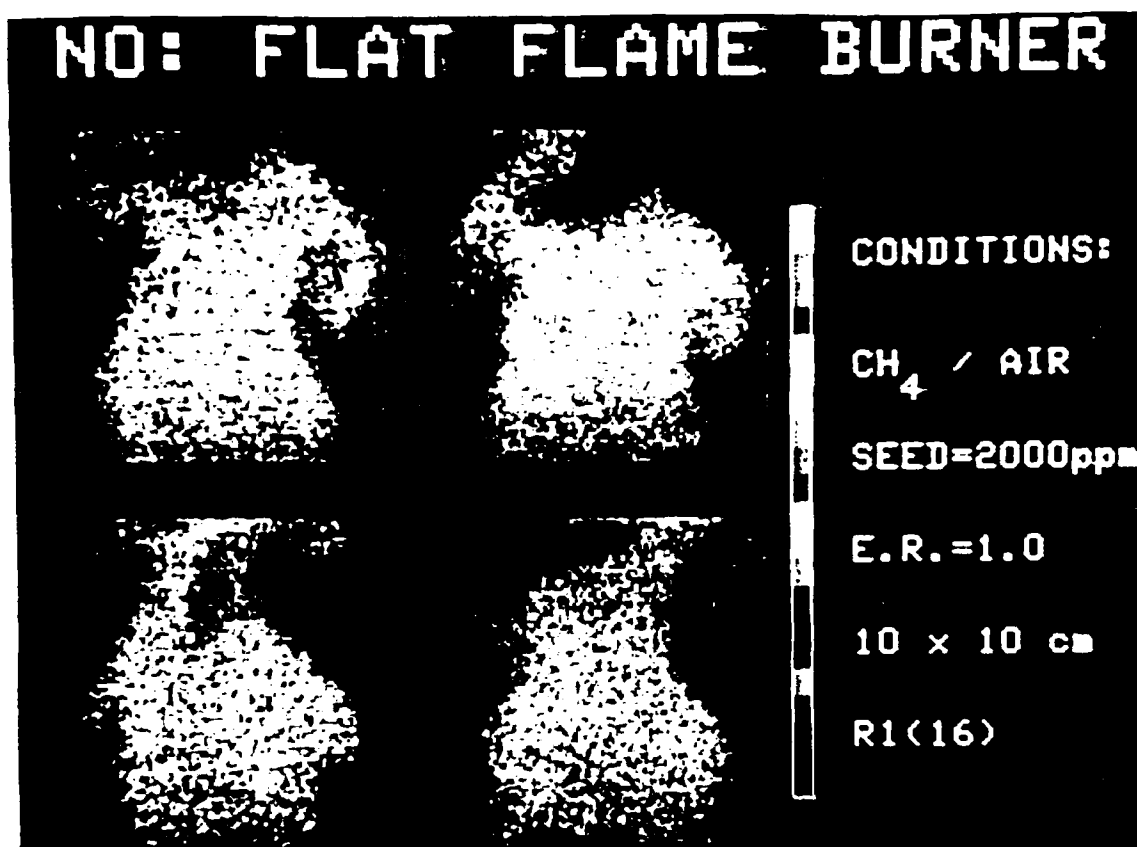 NO: FLAT FLAME BURNER
CONDITIONS:
CH4 / AIR
SEED=2000ppm
E.R.=1.0
10 x 10 cm
R1(16)